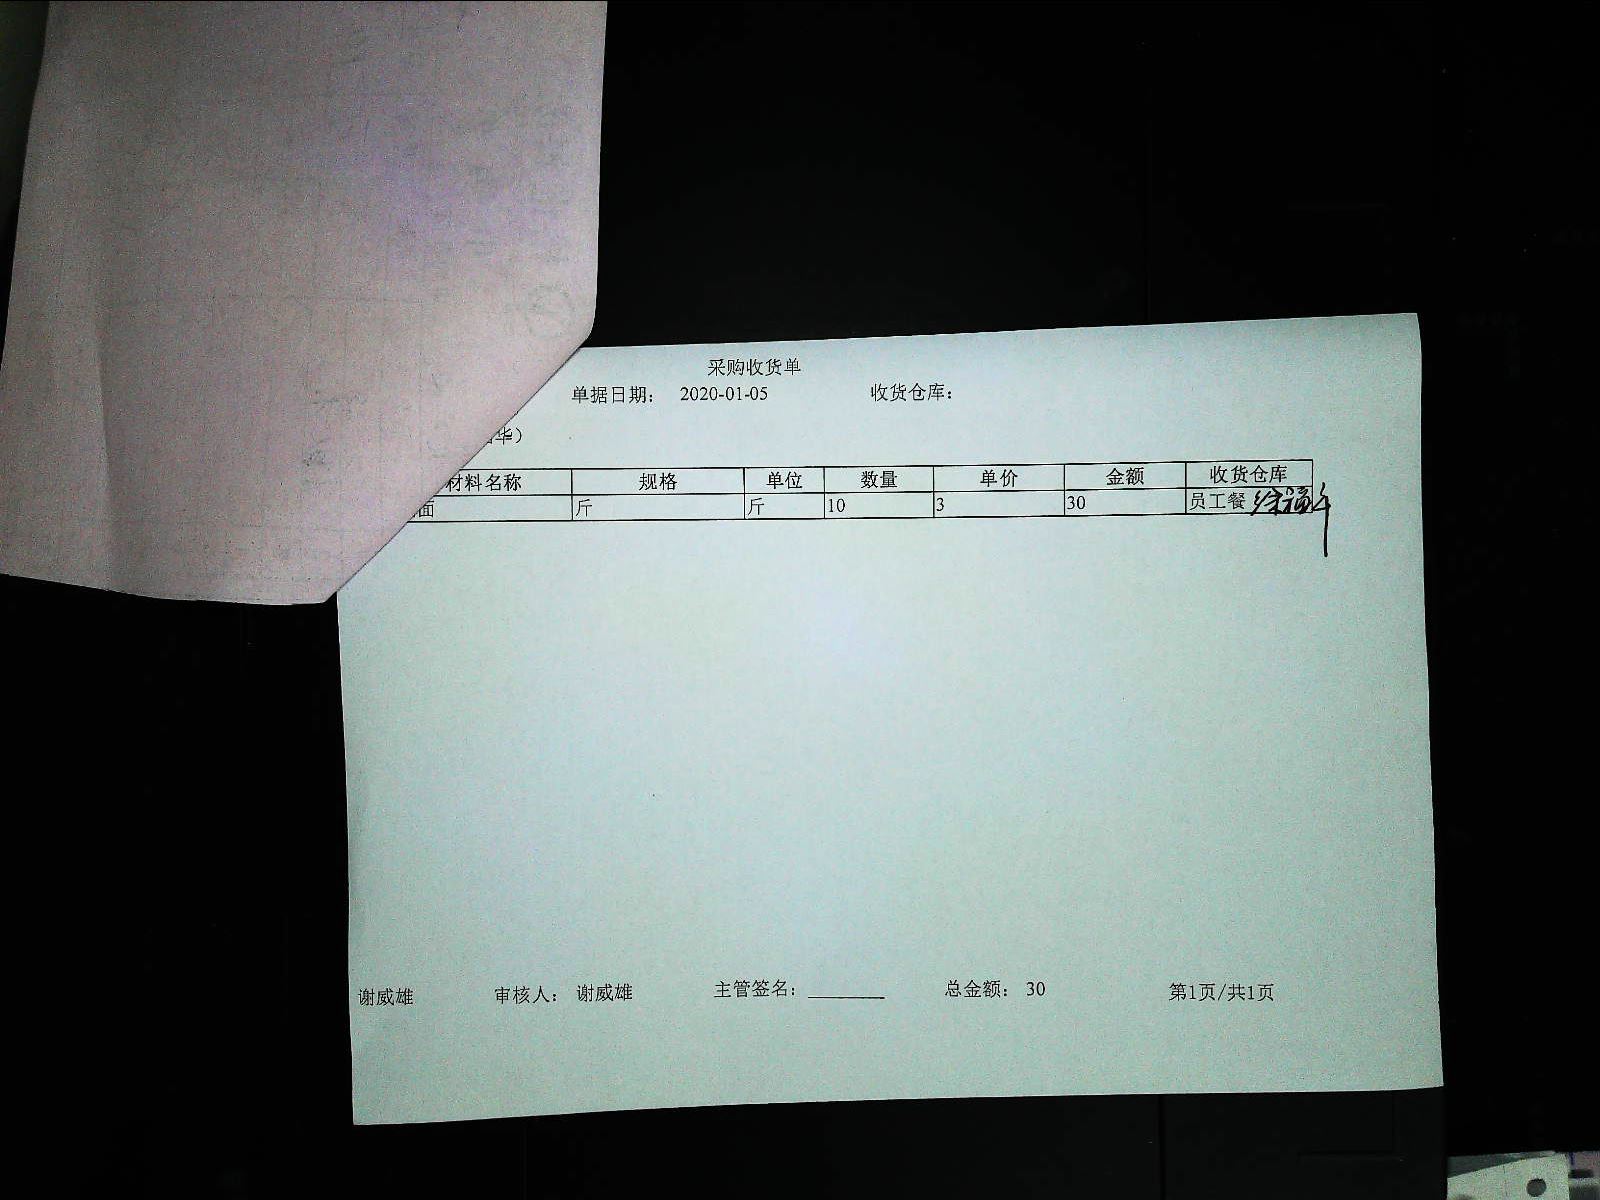 采购收货单
单据日期： 2020-01-05 收货仓库：
华）
材料名称 规格 单位 数量 单价 金额 收货仓库
面 斤 斤 10 3 30 员工餐
谢威雄 审核人： 谢威雄 主管签名： 总金额： 30 第1页/共1页